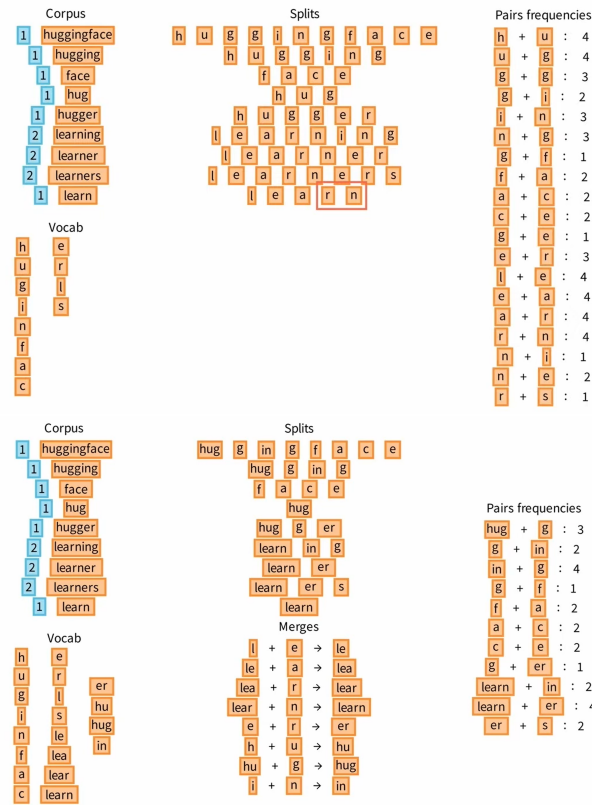 Corpus
1 huggingface
1 hugging
1 face
1 hug
1 hugger
2 learning
2 learner
2 learners
1 learn
Splits
h u g g i n g f a c e
h u g g i n g
f a c e
h u g
h u g g e r
l e a r n i n g
l e a r n e r
l e a r n e r s
l e a r n
Pairs frequencies
h + u : 4
u + g : 4
g + g : 3
g + i : 2
i + n : 3
n + g : 3
g + f : 1
f + a : 2
a + c : 2
c + e : 2
g + e : 1
e + r : 3
l + e : 4
e + a : 4
a + r : 4
r + n : 4
n + i : 1
n + e : 2
r + s : 1
Vocab
h e
u r
g l
i s
n
f
a
c
Corpus
1 huggingface
1 hugging
1 face
1 hug
1 hugger
2 learning
2 learner
2 learners
1 learn
Splits
hug g in g f a c e
hug g in g
f a c e
hug
hug g er
learn in g
learn er
learn er s
learn
Pairs frequencies
hug + g : 3
g + in : 2
in + g : 4
g + f : 1
f + a : 2
a + c : 2
c + e : 2
g + er : 1
learn + in : 2
learn + er : 4
er + s : 2
Vocab
h e
u r er
g l hu
i s hug
n le in
f lea
a lear
c learn
Merges
l + e → le
le + a → lea
lea + r → lear
lear + n → learn
e + r → er
h + u → hu
hu + g → hug
i + n → in